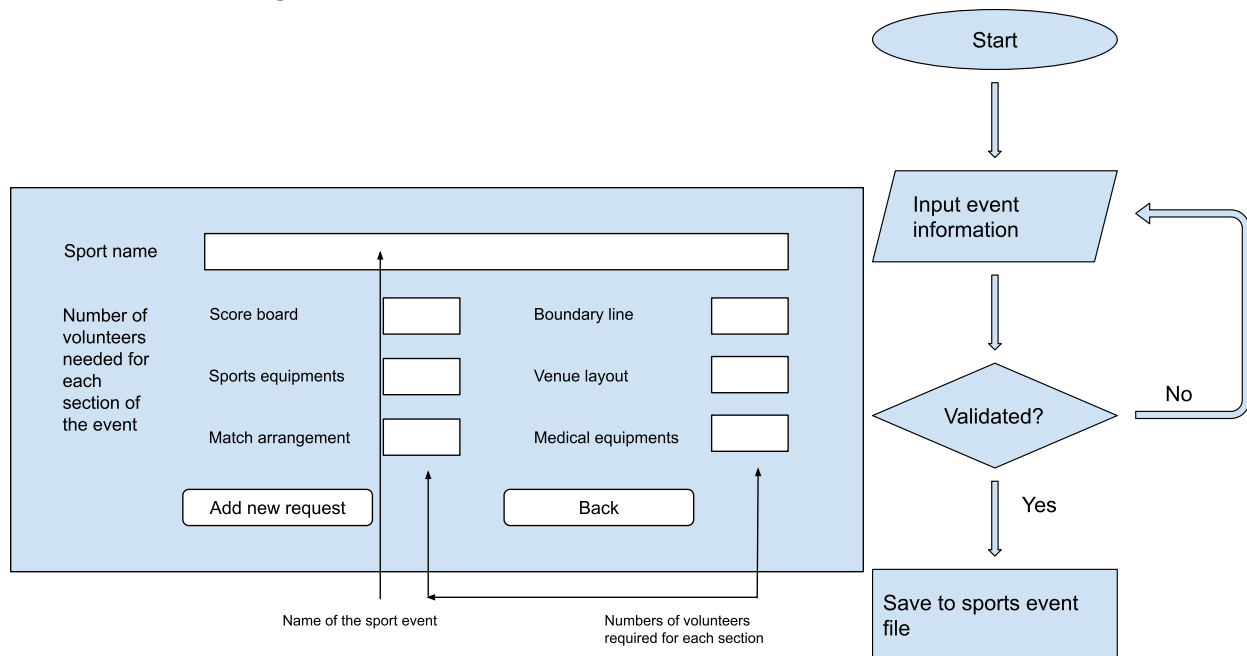 Start
Input event
information
Validated?
No
Yes
Save to sports event
file
Sport name
Number of
volunteers
needed for
each
section of
the event
Score board
Boundary line
Sports equipments
Venue layout
Match arrangement
Medical equipments
Add new request
Back
Name of the sport event
Numbers of volunteers
required for each section